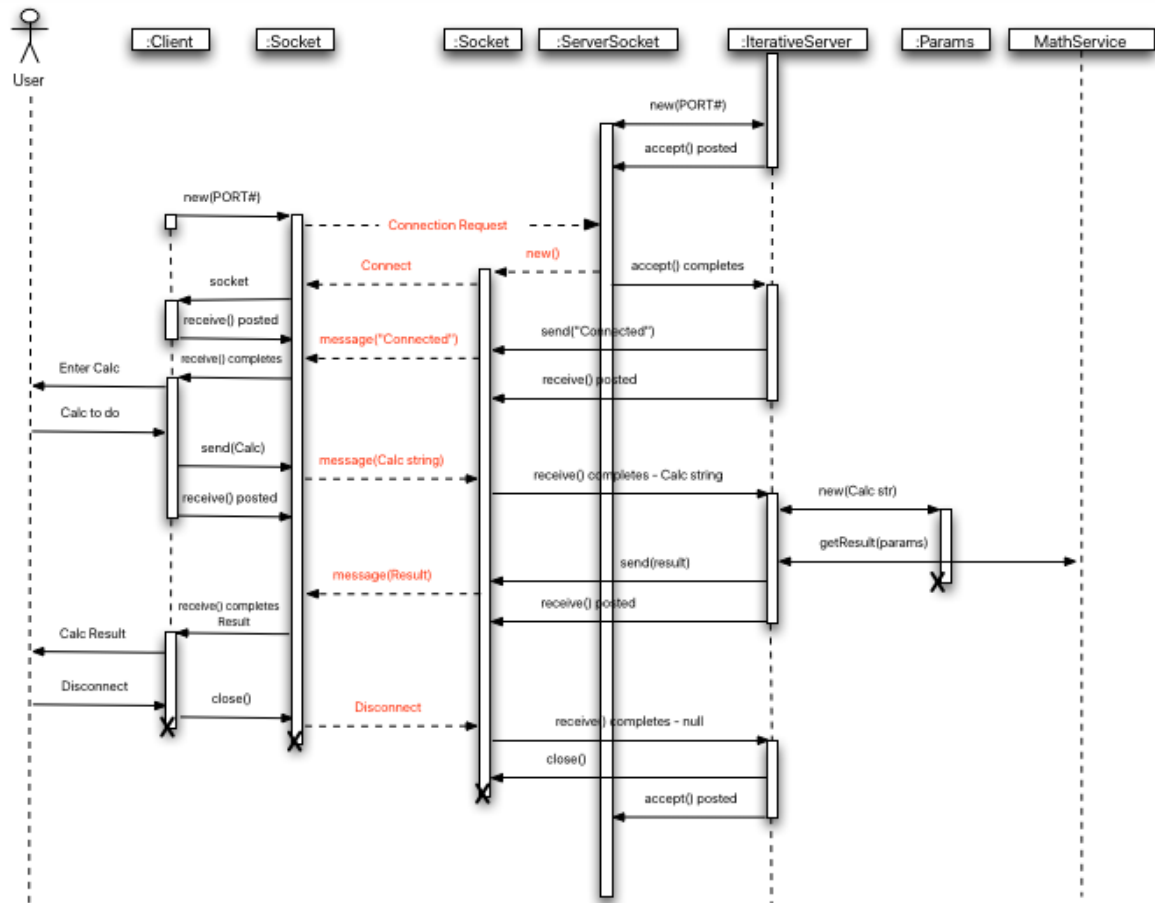 :Client
:Socket
:Socket
:ServerSocket
:IterativeServer
:Params
MathService
User
new(PORT#)
accept() posted
new(PORT#)
Connection Request
new()
Connect
accept() completes
socket
receive() posted
send("Connected")
message("Connected")
receive() completes
Enter Calc
receive() posted
Calc to do
send(Calc)
message(Calc string)
receive() completes - Calc string
receive() posted
new(Calc str)
getResult(params)
send(result)
message(Result)
receive() posted
receive() completes
Result
Calc Result
Disconnect
close()
Disconnect
receive() completes - null
close()
accept() posted